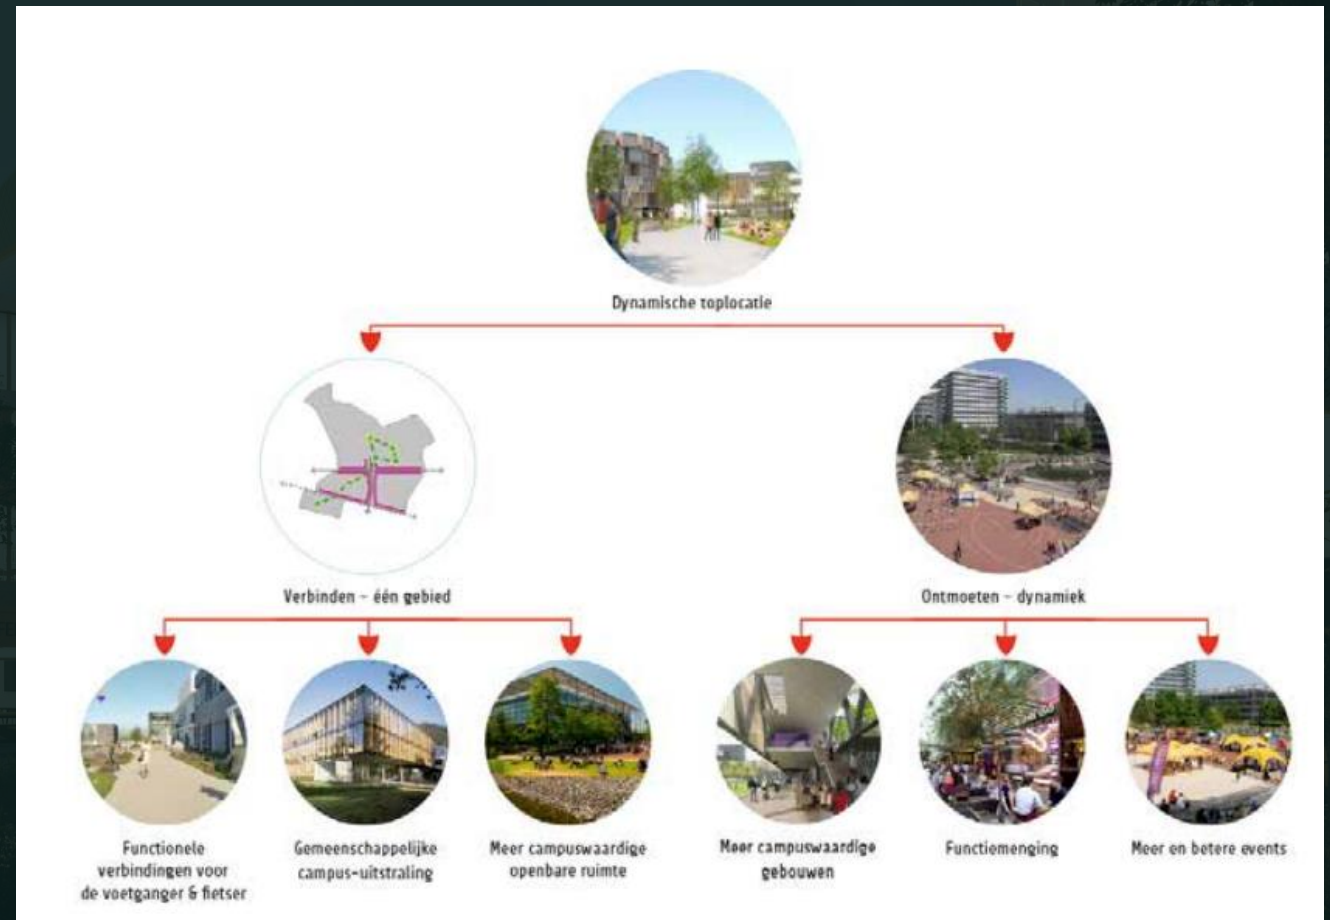 Dynamische toplocatie
Verbinden – één gebied
Ontmoeten – dynamiek
Functionele
verbindingen voor
de voetganger & fietser
Gemeenschappelijke
campus-uitstraling
Meer campuswaardige
openbare ruimte
Meer campuswaardige
gebouwen
Functiemenging
Meer en betere events